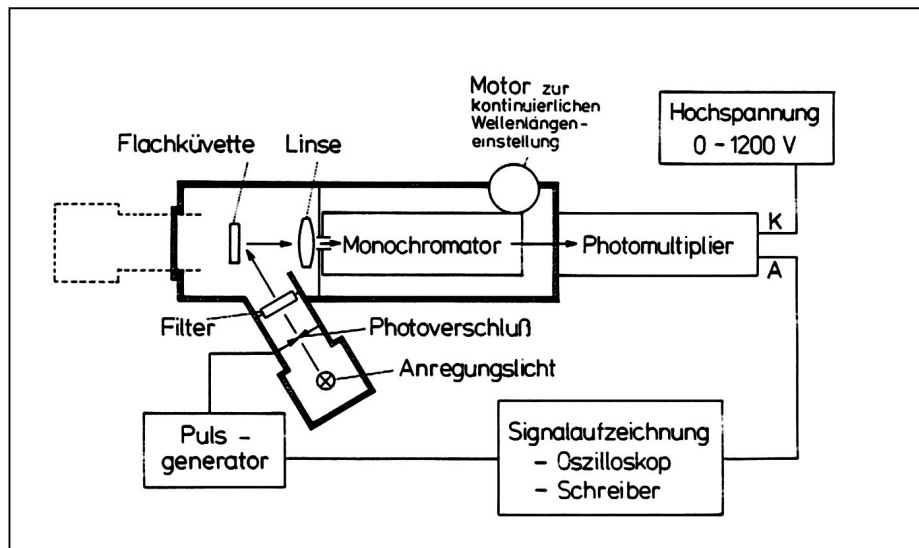 Motor zur
kontinuierlichen
Wellenlängen-
einstellung
Hochspannung
0 - 1200 V
Flachküvette
Linse
Monochromator
Photomultiplier
K
A
Filter
Photoverschluß
Anregungslicht
Puls -
generator
Signalaufzeichnung
- Oszilloskop
- Schreiber